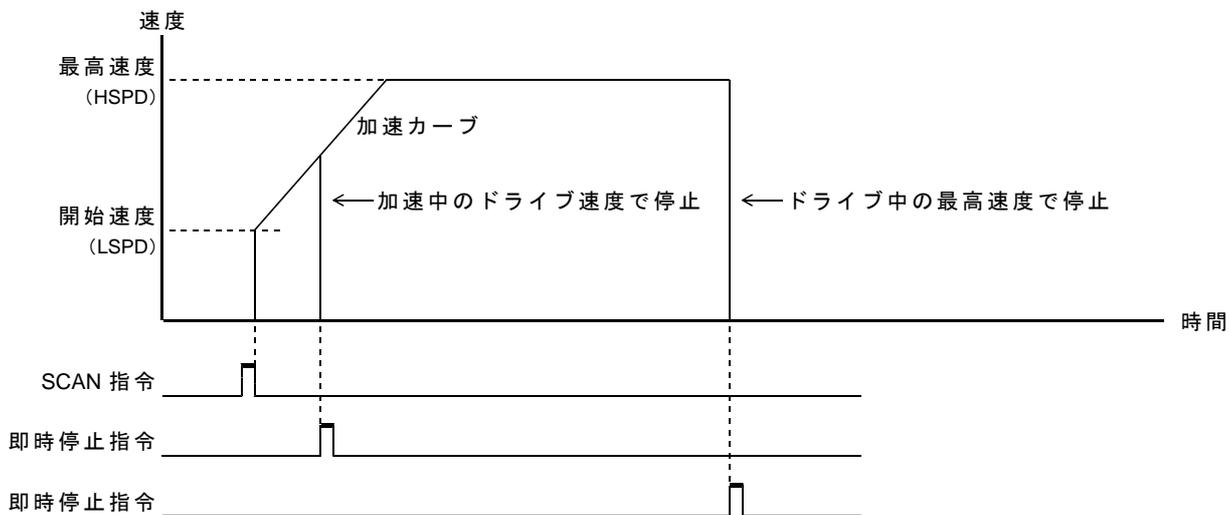 速度
最高速度
（HSPD）
加速カーブ
開始速度
（LSPD）
←加速中のドライブ速度で停止
←ドライブ中の最高速度で停止
時間
SCAN 指令
即時停止指令
即時停止指令